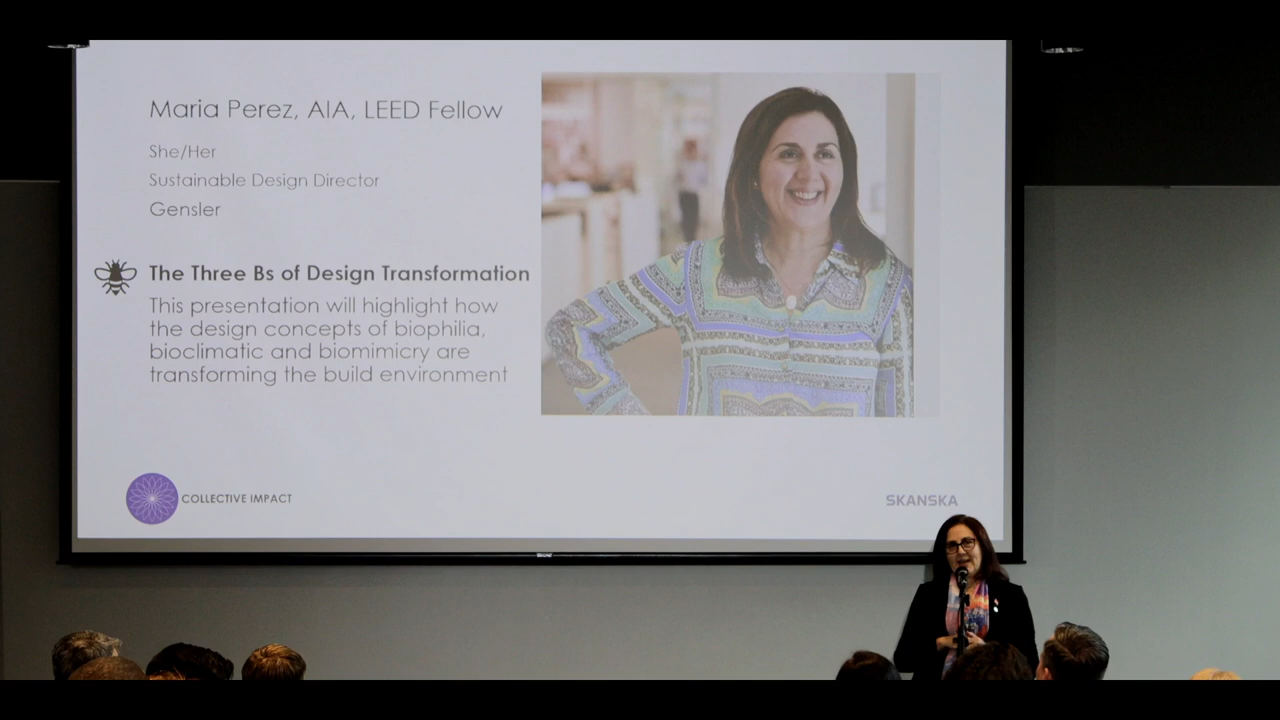 Maria Perez, AIA, LEED Fellow
She/Her
Sustainable Design Director
Gensler
The Three Bs of Design Transformation
This presentation will highlight how
the design concepts of biophilia,
bioclimatic and biomimicry are
transforming the build environment
COLLECTIVE IMPACT
SKANSKA